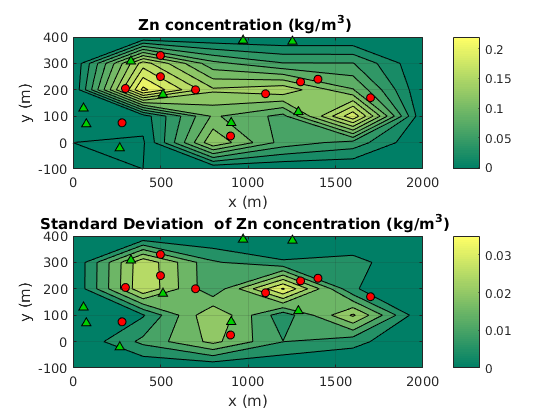 Zn concentration (kg/m³)
400
300
200
100
0
-100
y (m)
0 500 1000 1500 2000
x (m)
0.2
0.15
0.1
0.05
0
Standard Deviation of Zn concentration (kg/m³)
400
300
200
100
0
-100
y (m)
0 500 1000 1500 2000
x (m)
0.03
0.02
0.01
0